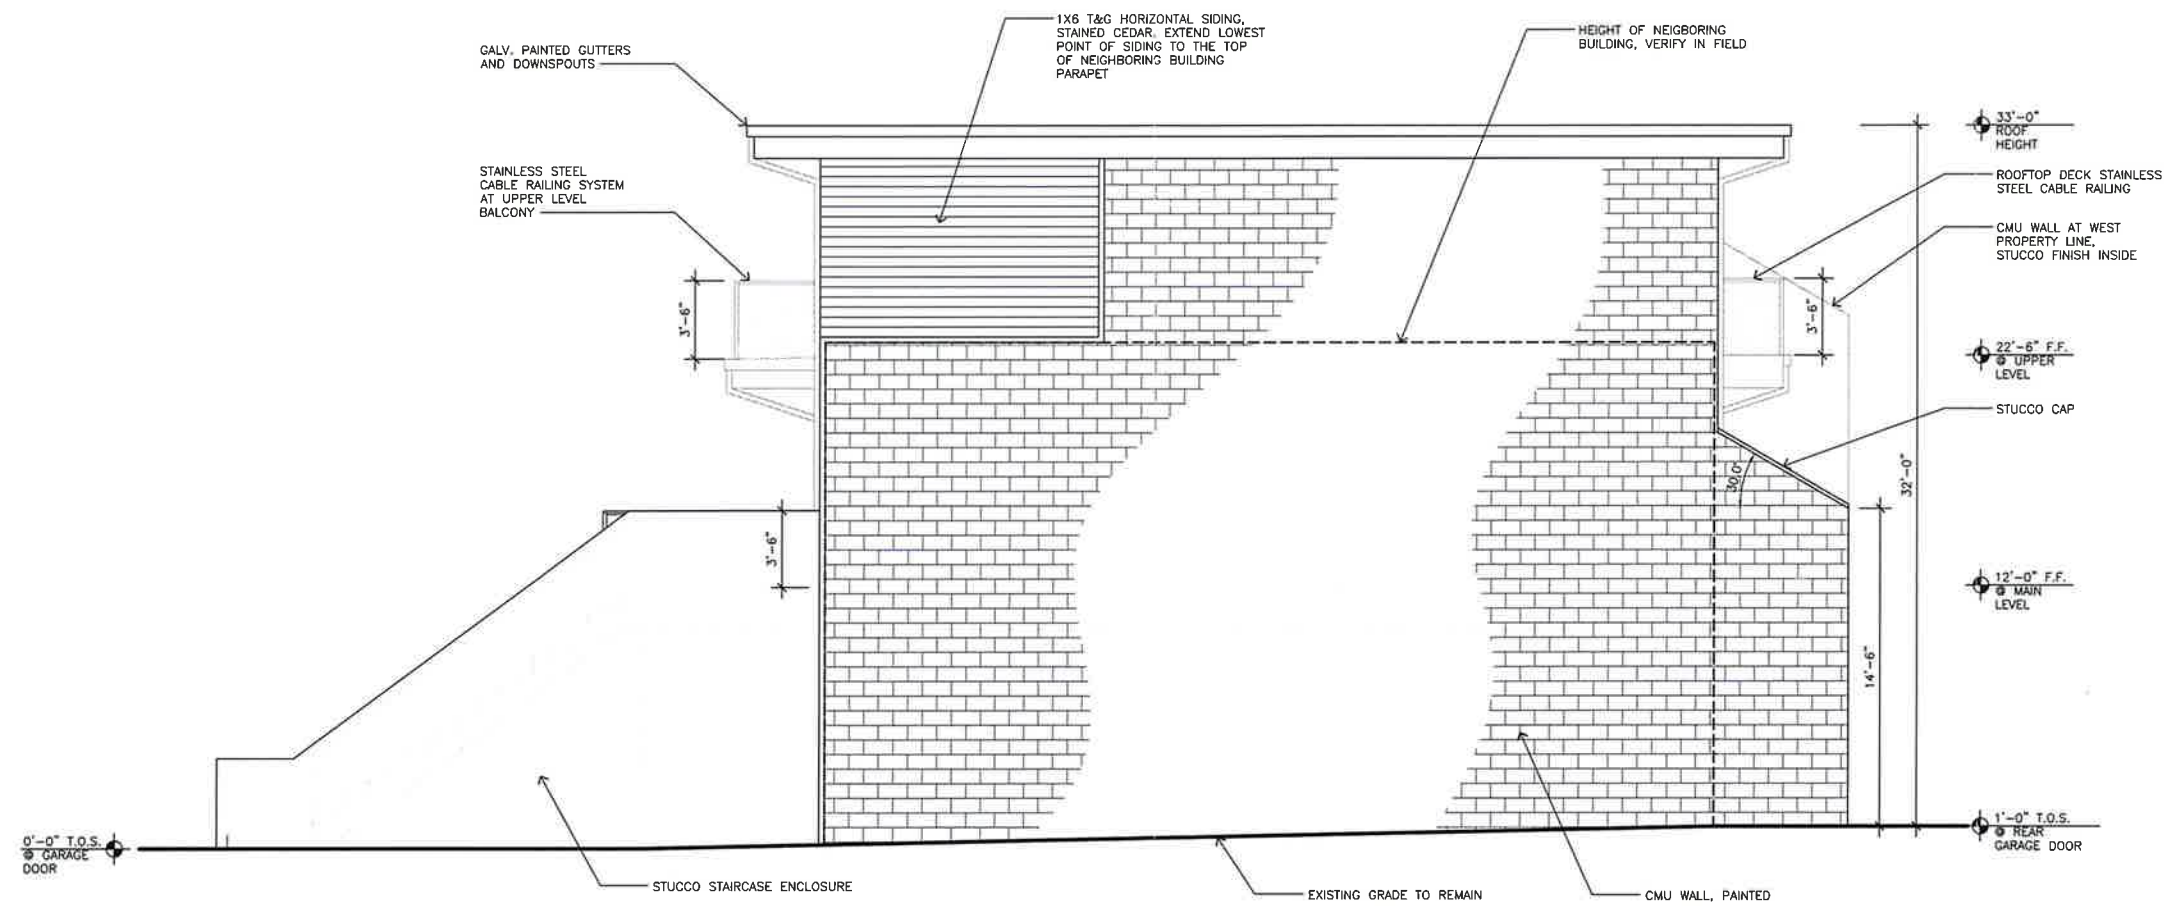 1X6 T&G HORIZONTAL SIDING,
STAINED CEDAR. EXTEND LOWEST
POINT OF SIDING TO THE TOP
OF NEIGHBORING BUILDING
PARAPET
HEIGHT OF NEIGBORING
BUILDING, VERIFY IN FIELD
GALV. PAINTED GUTTERS
AND DOWNSPOUTS
33'-0"
ROOF
HEIGHT
STAINLESS STEEL
CABLE RAILING SYSTEM
AT UPPER LEVEL
BALCONY
ROOFTOP DECK STAINLESS
STEEL CABLE RAILING
CMU WALL AT WEST
PROPERTY LINE,
STUCCO FINISH INSIDE
3'-6"
3'-6"
22'-6" F.F.
@ UPPER
LEVEL
STUCCO CAP
30.0°
32'-0"
3'-6"
12'-0" F.F.
@ MAIN
LEVEL
14'-6"
0'-0" T.O.S.
@ GARAGE
DOOR
1'-0" T.O.S.
@ REAR
GARAGE DOOR
STUCCO STAIRCASE ENCLOSURE
EXISTING GRADE TO REMAIN
CMU WALL, PAINTED